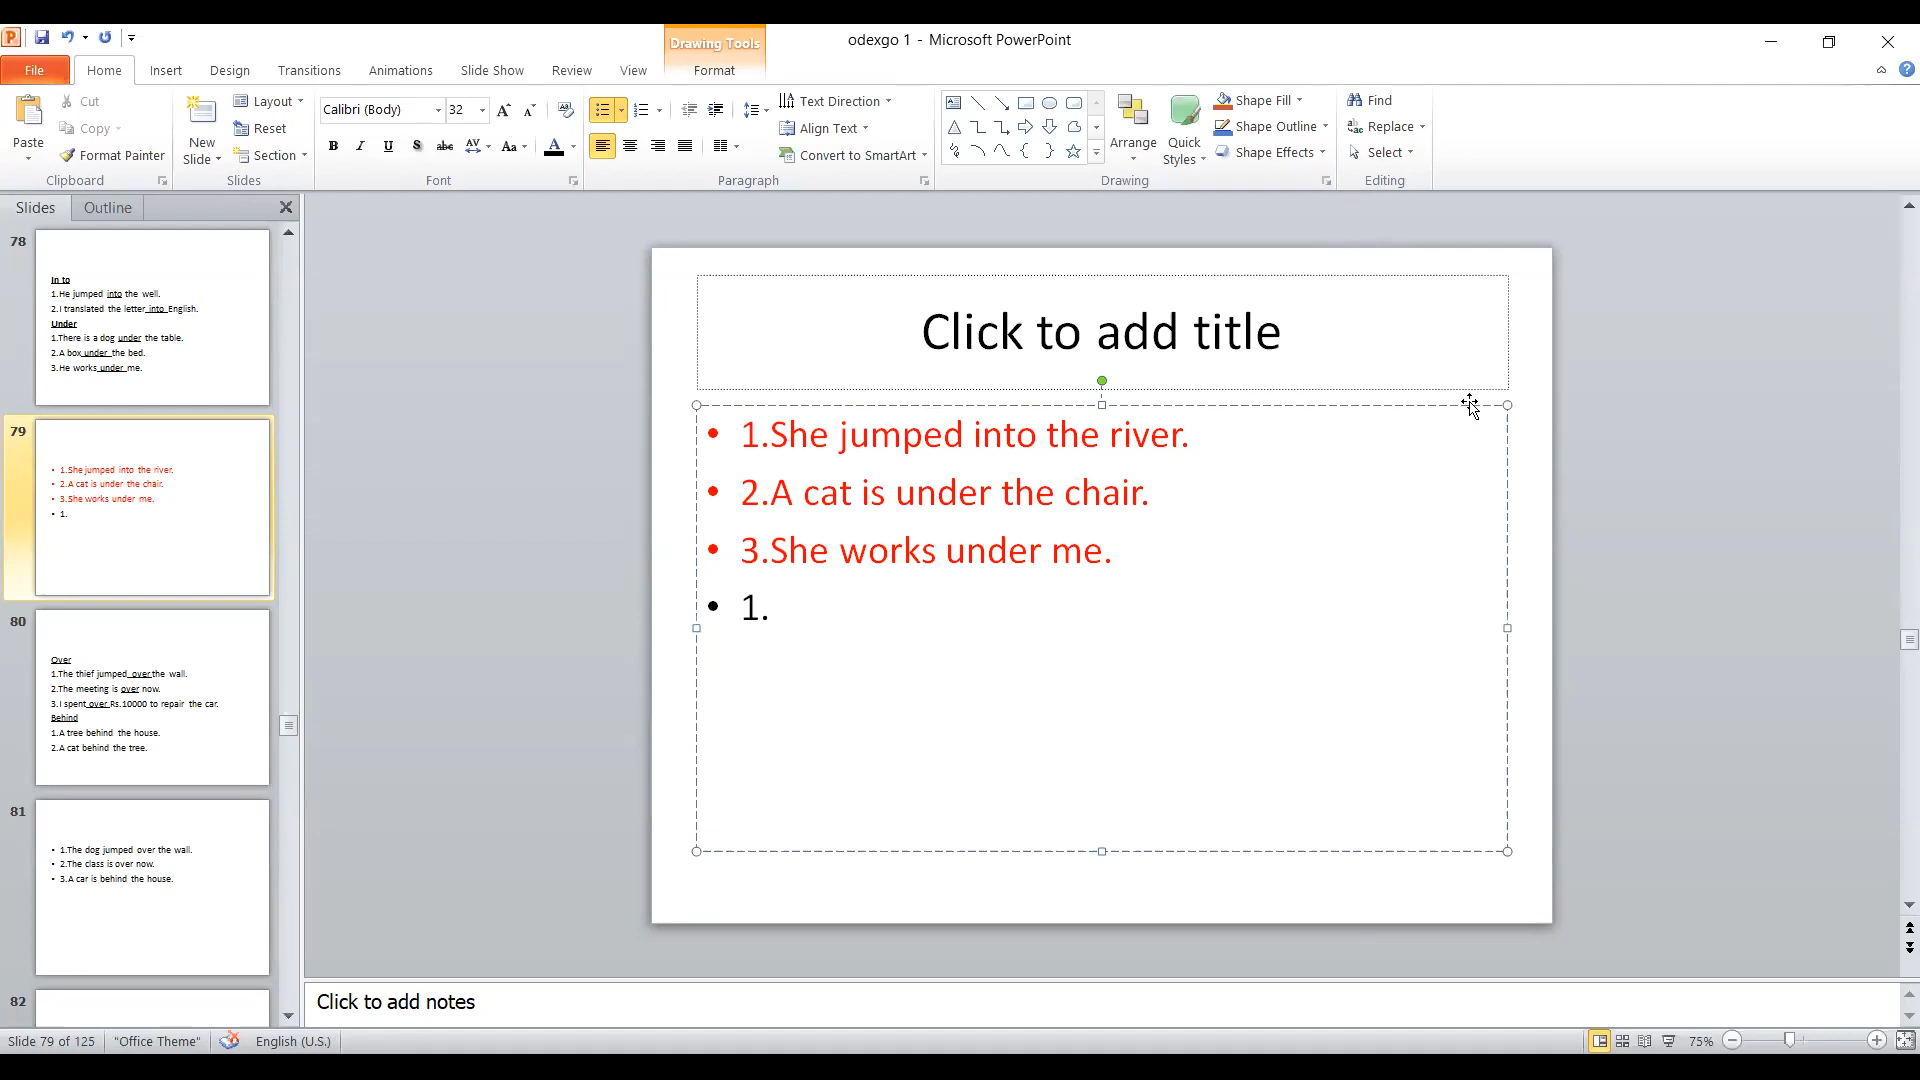 Drawing Tools
odexgo 1 - Microsoft PowerPoint
File Home Insert Design Transitions Animations Slide Show Review View Format
Cut
Copy
Format Painter
Paste
Clipboard
New Slide
Layout
Reset
Section
Slides
Calibri (Body) 32
B I U S abc AV Aa A
Font
Text Direction
Align Text
Convert to SmartArt
Paragraph
Arrange
Quick Styles
Shape Fill
Shape Outline
Shape Effects
Drawing
Find
Replace
Select
Editing
Slides Outline
78
In to
1.He jumped into the well.
2.I translated the letter into English.
Under
1.There is a dog under the table.
2.A box under the bed.
3.He works under me.
79
• 1.She jumped into the river.
• 2.A cat is under the chair.
• 3.She works under me.
• 1.
80
Over
1.The thief jumped over the wall.
2.The meeting is over now.
3.I spent over Rs.10000 to repair the car.
Behind
1.A tree behind the house.
2.A cat behind the tree.
81
• 1.The dog jumped over the wall.
• 2.The class is over now.
• 3.A car is behind the house.
82
Click to add title
• 1.She jumped into the river.
• 2.A cat is under the chair.
• 3.She works under me.
• 1.
Click to add notes
Slide 79 of 125 "Office Theme" English (U.S.) 75%